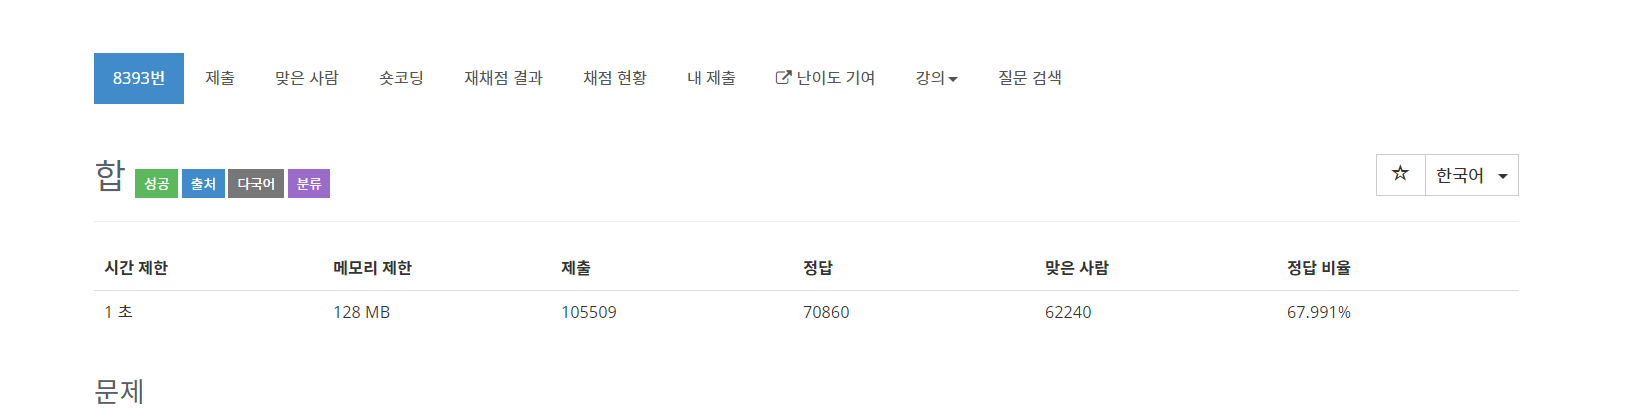 8393번 제출 맞은 사람 숏코딩 재채점 결과 채점 현황 내 제출 난이도 기여 강의 질문 검색
합 성공 출처 다국어 분류 한국어
시간 제한 메모리 제한 제출 정답 맞은 사람 정답 비율
1 초 128 MB 105509 70860 62240 67.991%
문제